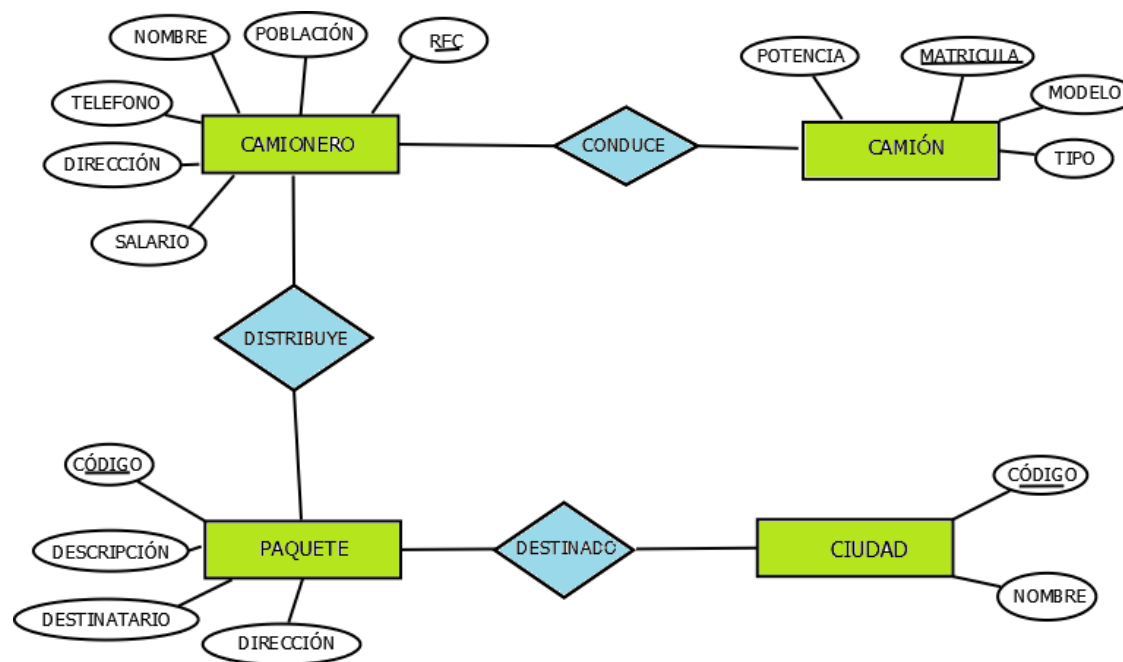 NOMBRE
POBLACIÓN
RFC
TELEFONO
DIRECCIÓN
SALARIO
CAMIONERO
CONDUCE
POTENCIA
MATRICULA
MODELO
TIPO
CAMIÓN
DISTRIBUYE
CÓDIGO
DESCRIPCIÓN
DESTINATARIO
DIRECCIÓN
PAQUETE
DESTINADO
CIUDAD
CÓDIGO
NOMBRE